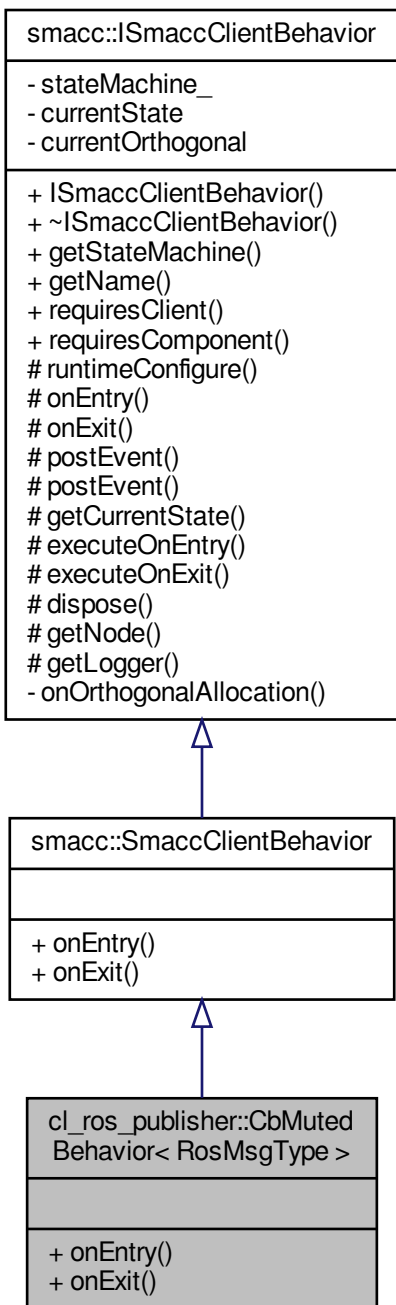 smacc::ISmaccClientBehavior
- stateMachine_
- currentState
- currentOrthogonal
+ ISmaccClientBehavior()
+ ~ISmaccClientBehavior()
+ getStateMachine()
+ getName()
+ requiresClient()
+ requiresComponent()
# runtimeConfigure()
# onEntry()
# onExit()
# postEvent()
# postEvent()
# getCurrentState()
# executeOnEntry()
# executeOnExit()
# dispose()
# getNode()
# getLogger()
- onOrthogonalAllocation()
smacc::SmaccClientBehavior
+ onEntry()
+ onExit()
cl_ros_publisher::CbMuted
Behavior< RosMsgType >
+ onEntry()
+ onExit()